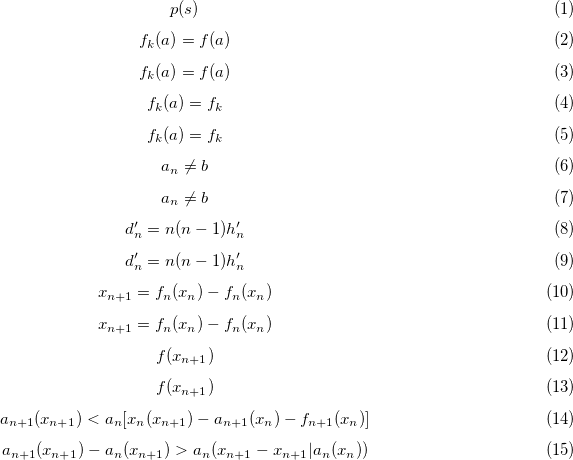 p(s) (1)
f_k(a) = f(a) (2)
f_k(a) = f(a) (3)
f_k(a) = f_k (4)
f_k(a) = f_k (5)
a_n ≠ b (6)
a_n ≠ b (7)
d'_n = n(n − 1)h'_n (8)
d'_n = n(n − 1)h'_n (9)
x_{n+1} = f_n(x_n) − f_n(x_n) (10)
x_{n+1} = f_n(x_n) − f_n(x_n) (11)
f(x_{n+1}) (12)
f(x_{n+1}) (13)
a_{n+1}(x_{n+1}) < a_n[x_n(x_{n+1}) − a_{n+1}(x_n) − f_{n+1}(x_n)] (14)
a_{n+1}(x_{n+1}) − a_n(x_{n+1}) > a_n(x_{n+1} − x_{n+1}|a_n(x_n)) (15)